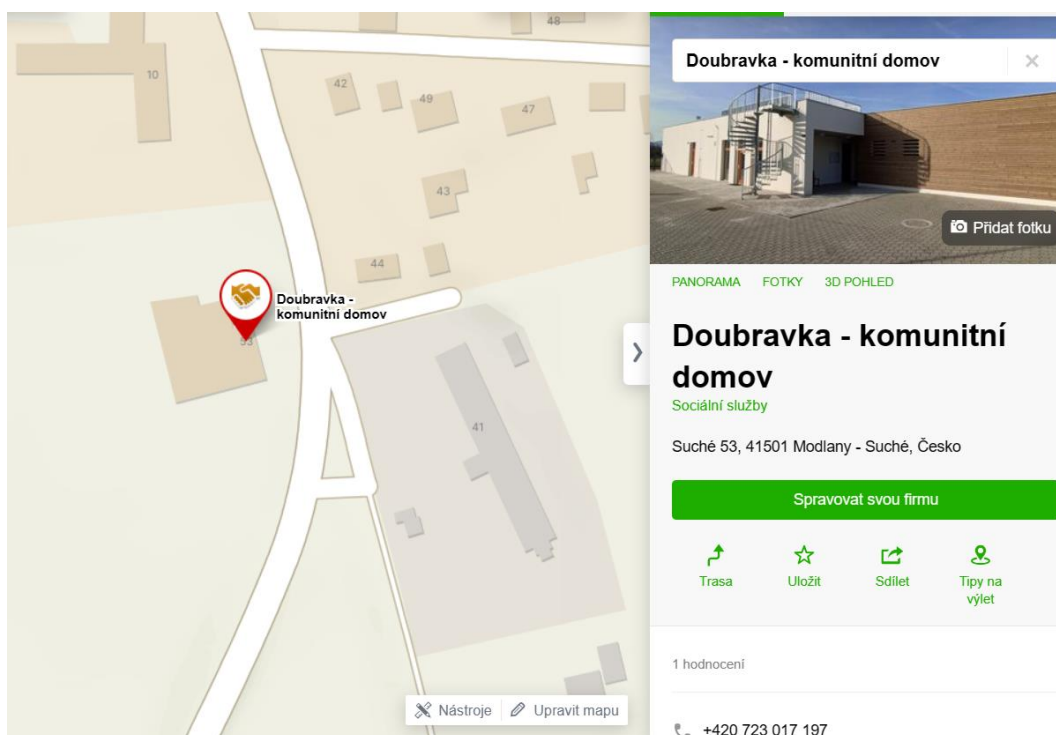 48
10
42
49
47
43
44
Doubravka -
komunitní domov
53
41
Nástroje
Upravit mapu
Doubravka - komunitní domov
Přidat fotku
PANORAMA FOTKY 3D POHLED
Doubravka - komunitní
domov
Sociální služby
Suché 53, 41501 Modlany - Suché, Česko
Spravovat svou firmu
Trasa
Uložit
Sdílet
Tipy na
výlet
1 hodnocení
+420 723 017 197